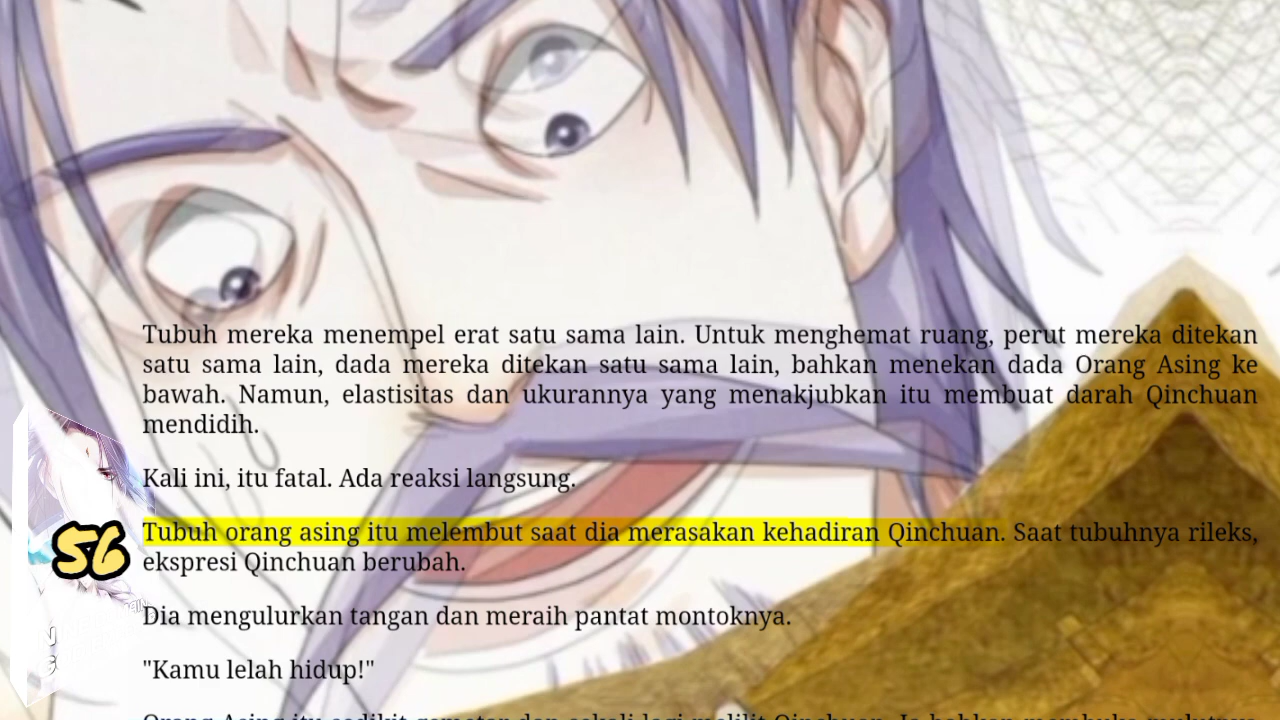 Tubuh mereka menempel erat satu sama lain. Untuk menghemat ruang, perut mereka ditekan
satu sama lain, dada mereka ditekan satu sama lain, bahkan menekan dada Orang Asing ke
bawah. Namun, elastisitas dan ukurannya yang menakjubkan itu membuat darah Qinchuan
mendidih.
Kali ini, itu fatal. Ada reaksi langsung.
56
Tubuh orang asing itu melembut saat dia merasakan kehadiran Qinchuan. Saat tubuhnya rileks,
ekspresi Qinchuan berubah.
Dia mengulurkan tangan dan meraih pantat montoknya.
"Kamu lelah hidup!"